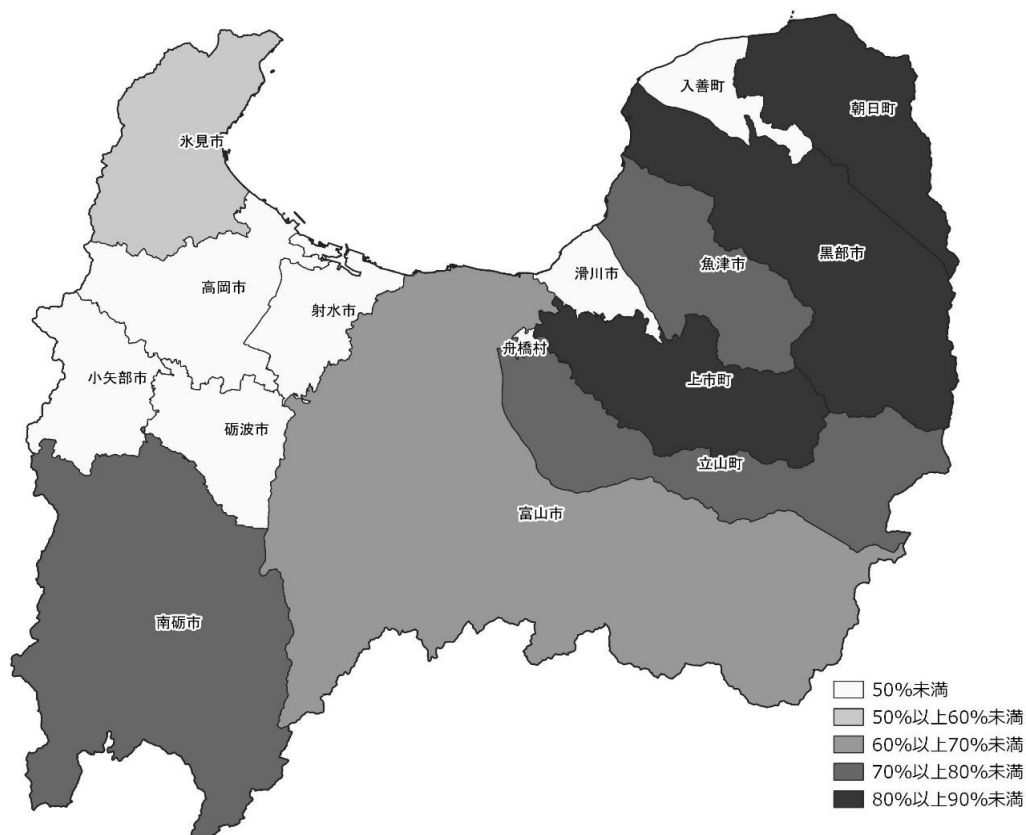 入善町
朝日町
氷見市
黒部市
魚津市
滑川市
高岡市
射水市
舟橋村
小矢部市
上市町
砺波市
立山町
富山市
南砺市
50%未満
50%以上60%未満
60%以上70%未満
70%以上80%未満
80%以上90%未満